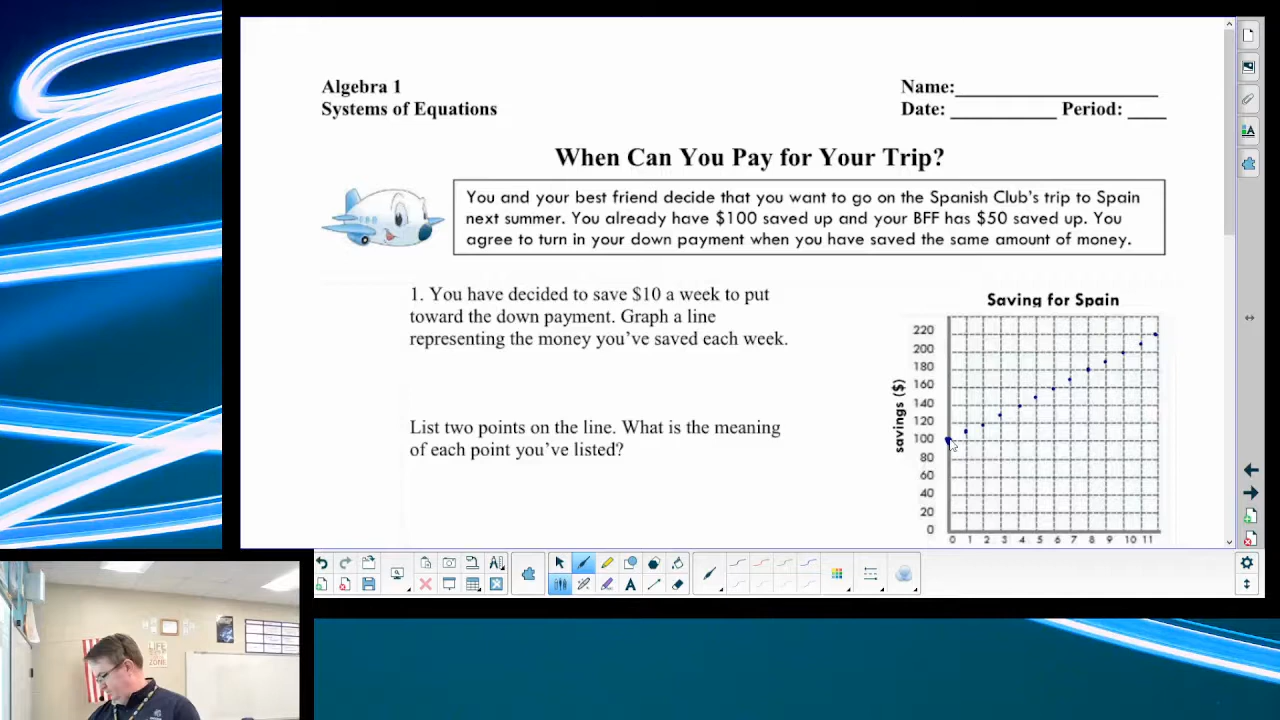 Algebra 1
Systems of Equations
Name:____________________
Date: ___________ Period: ____
When Can You Pay for Your Trip?
You and your best friend decide that you want to go on the Spanish Club's trip to Spain
next summer. You already have $100 saved up and your BFF has $50 saved up. You
agree to turn in your down payment when you have saved the same amount of money.
1. You have decided to save $10 a week to put
toward the down payment. Graph a line
representing the money you've saved each week.
List two points on the line. What is the meaning
of each point you've listed?
Saving for Spain
savings ($)
220
200
180
160
140
120
100
80
60
40
20
0
0 1 2 3 4 5 6 7 8 9 10 11
LIFE
ZONE